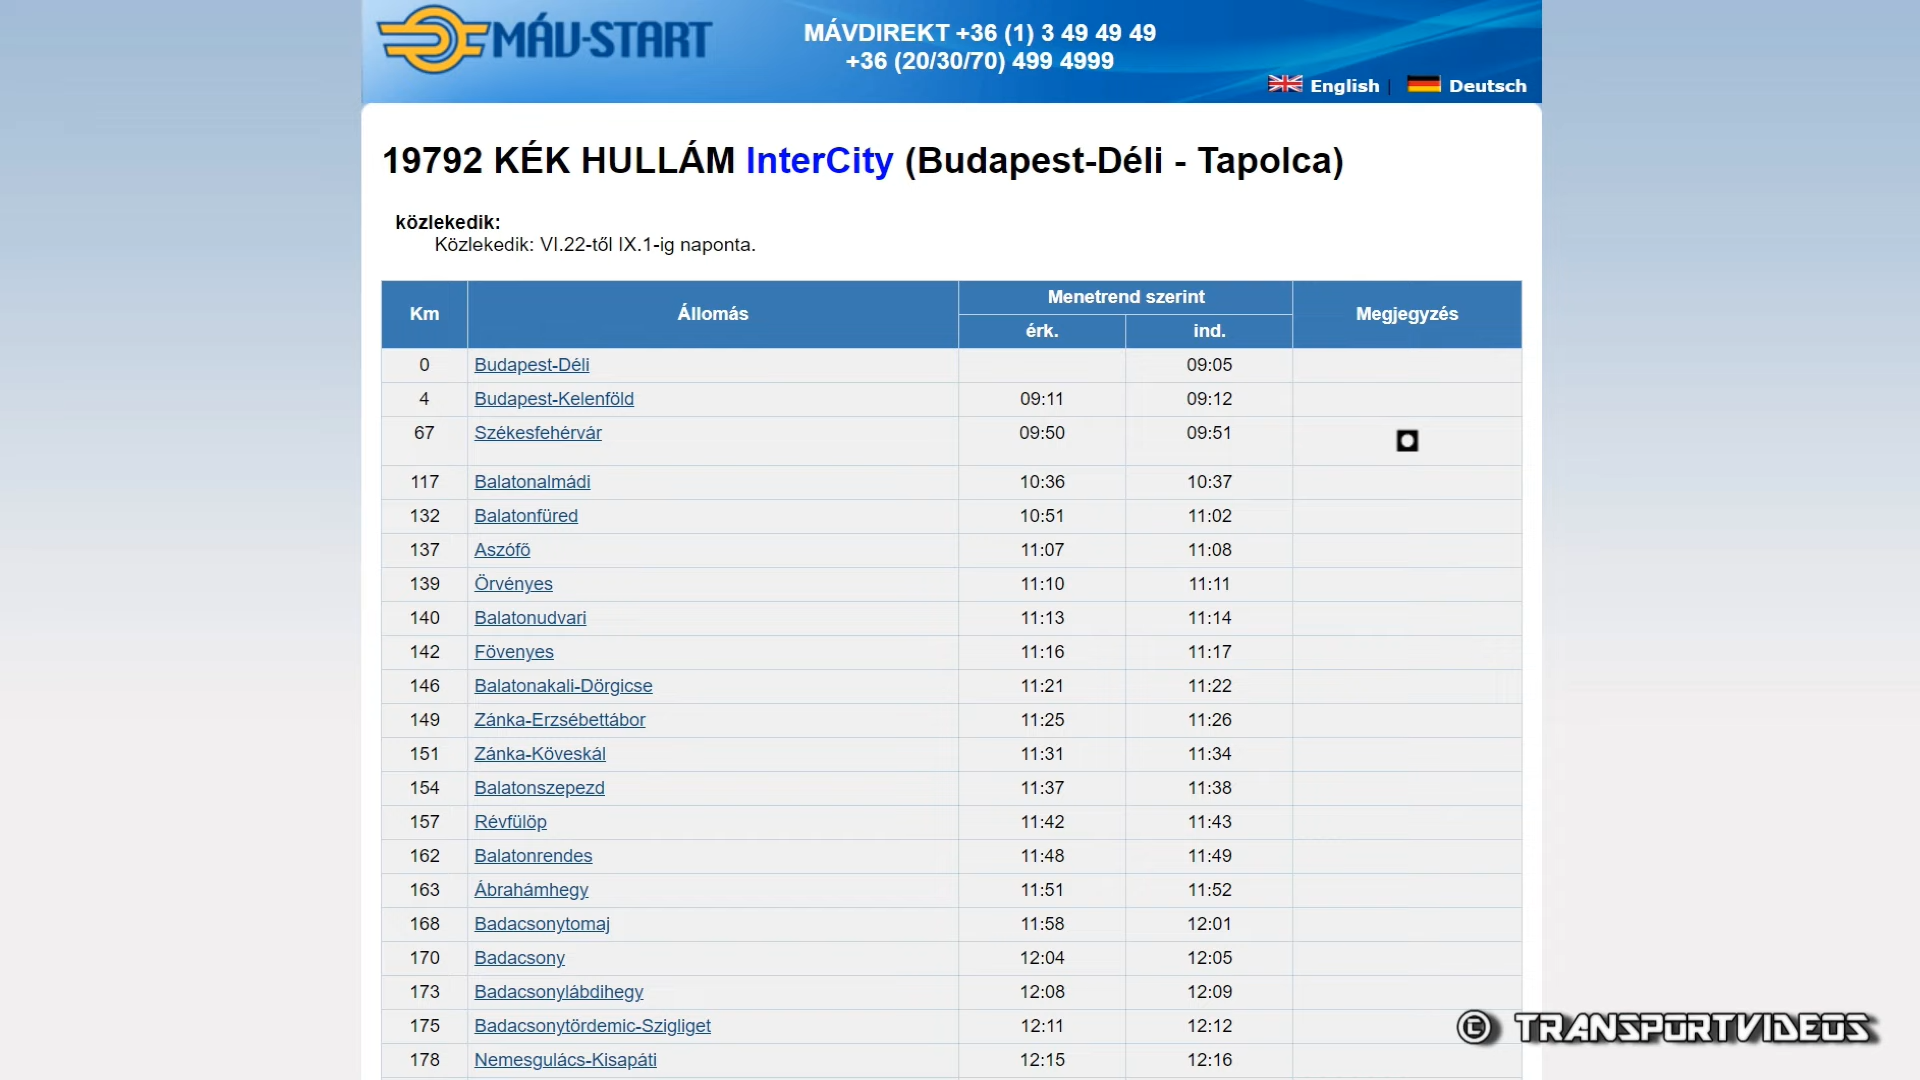 MÁV-START
MÁVDIREKT +36 (1) 3 49 49 49
+36 (20/30/70) 499 4999
English | Deutsch
19792 KÉK HULLÁM InterCity (Budapest-Déli - Tapolca)
közlekedik:
Közlekedik: VI.22-től IX.1-ig naponta.
Km Állomás Menetrend szerint Megjegyzés
érk. ind.
0 Budapest-Déli 09:05
4 Budapest-Kelenföld 09:11 09:12
67 Székesfehérvár 09:50 09:51
117 Balatonalmádi 10:36 10:37
132 Balatonfüred 10:51 11:02
137 Aszófő 11:07 11:08
139 Örvényes 11:10 11:11
140 Balatonudvari 11:13 11:14
142 Fövenyes 11:16 11:17
146 Balatonakali-Dörgicse 11:21 11:22
149 Zánka-Erzsébettábor 11:25 11:26
151 Zánka-Köveskál 11:31 11:34
154 Balatonszepezd 11:37 11:38
157 Révfülöp 11:42 11:43
162 Balatonrendes 11:48 11:49
163 Ábrahámhegy 11:51 11:52
168 Badacsonytomaj 11:58 12:01
170 Badacsony 12:04 12:05
173 Badacsonylábdihegy 12:08 12:09
175 Badacsonytördemic-Szigliget 12:11 12:12
178 Nemesgulács-Kisapáti 12:15 12:16
© TRANSPORTVIDEOS